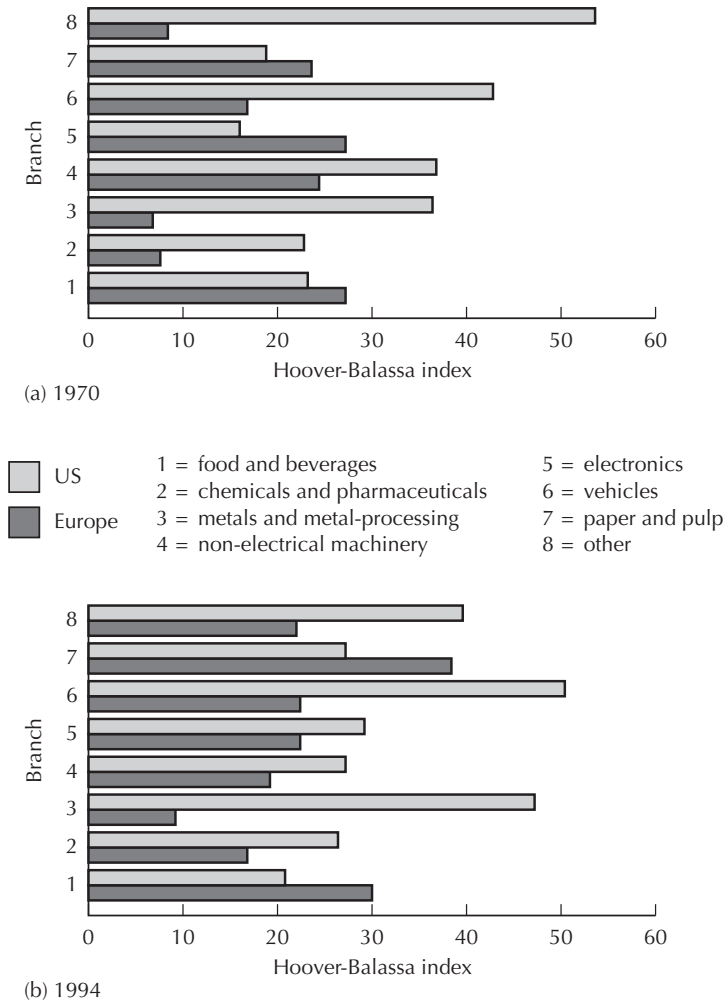 8
7
6
5
4
3
2
1
Branch
0 10 20 30 40 50 60
Hoover-Balassa index
(a) 1970
US
Europe
1 = food and beverages
2 = chemicals and pharmaceuticals
3 = metals and metal-processing
4 = non-electrical machinery
5 = electronics
6 = vehicles
7 = paper and pulp
8 = other
8
7
6
5
4
3
2
1
Branch
0 10 20 30 40 50 60
Hoover-Balassa index
(b) 1994